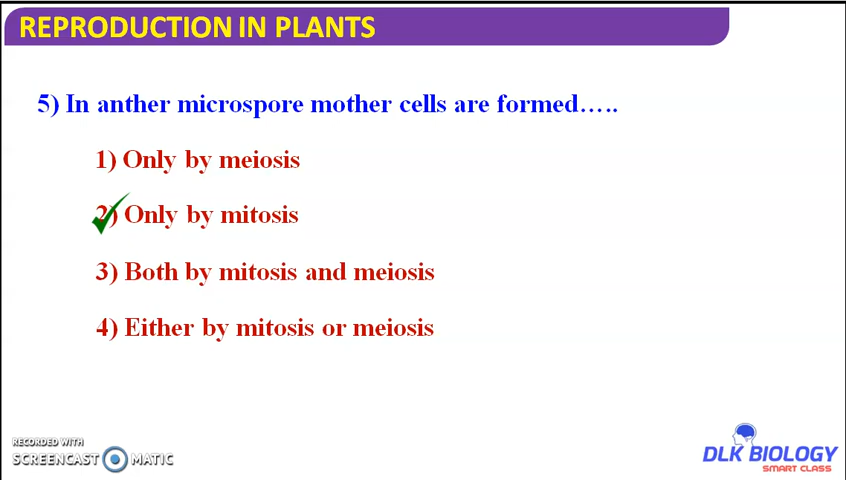 REPRODUCTION IN PLANTS
5) In anther microspore mother cells are formed…..
1) Only by meiosis
2) Only by mitosis
3) Both by mitosis and meiosis
4) Either by mitosis or meiosis
RECORDED WITH
SCREENCAST MATIC
DLK BIOLOGY
SMART CLASS